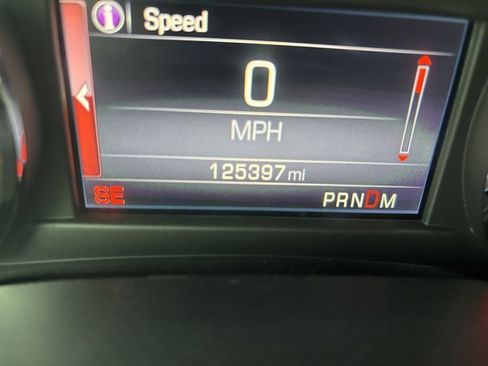 i Speed
0
MPH
125397 mi
SE PRNDM